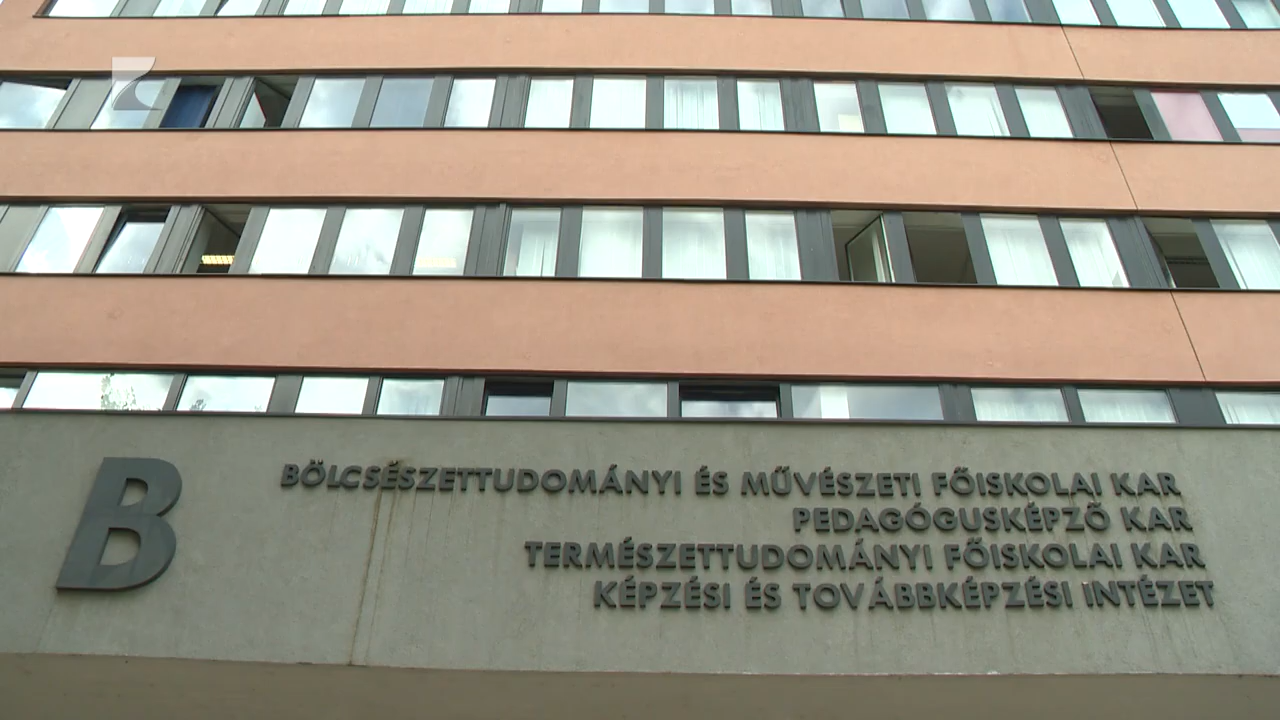 B
BÖLCSÉSZETTUDOMÁNYI ÉS MŰVÉSZETI FŐISKOLAI KAR
PEDAGÓGUSKÉPZŐ KAR
TERMÉSZETTUDOMÁNYI FŐISKOLAI KAR
KÉPZÉSI ÉS TOVÁBBKÉPZÉSI INTÉZET